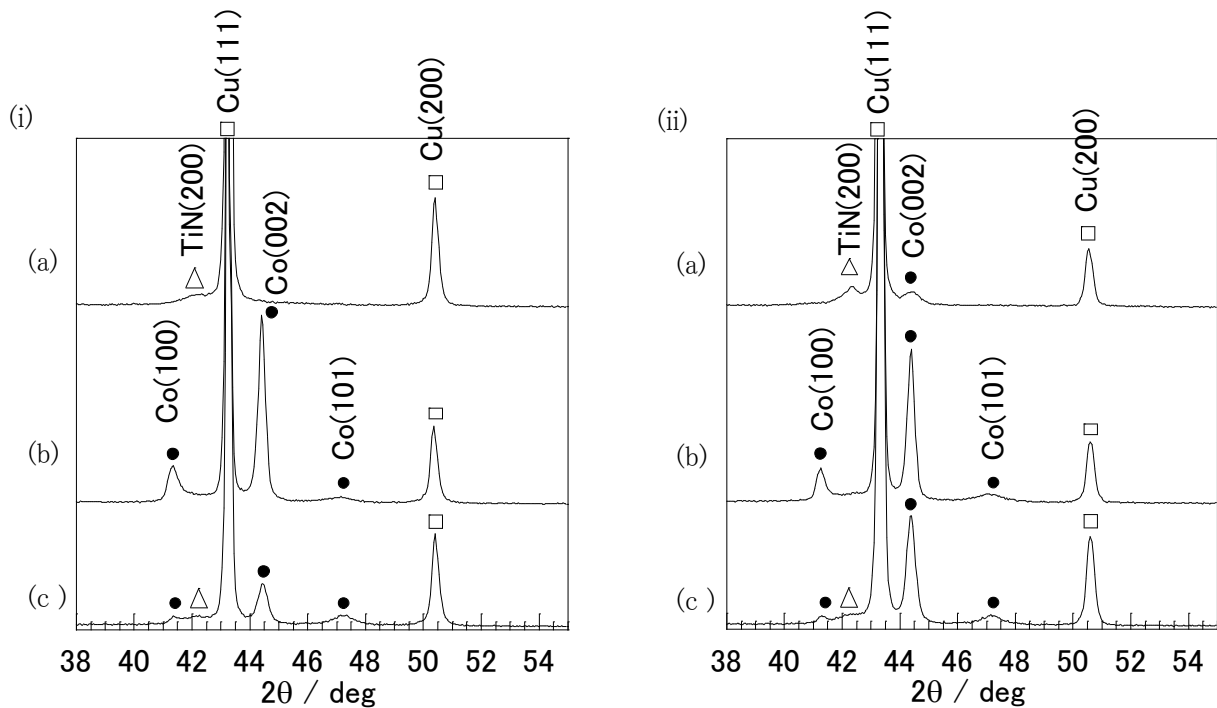 (i)
Cu(111)
Cu(200)
TiN(200)
Co(002)
(a)
Co(100)
Co(101)
(b)
(c )
38 40 42 44 46 48 50 52 54
2θ / deg
(ii)
Cu(111)
Cu(200)
TiN(200)
Co(002)
(a)
Co(100)
Co(101)
(b)
(c )
38 40 42 44 46 48 50 52 54
2θ / deg